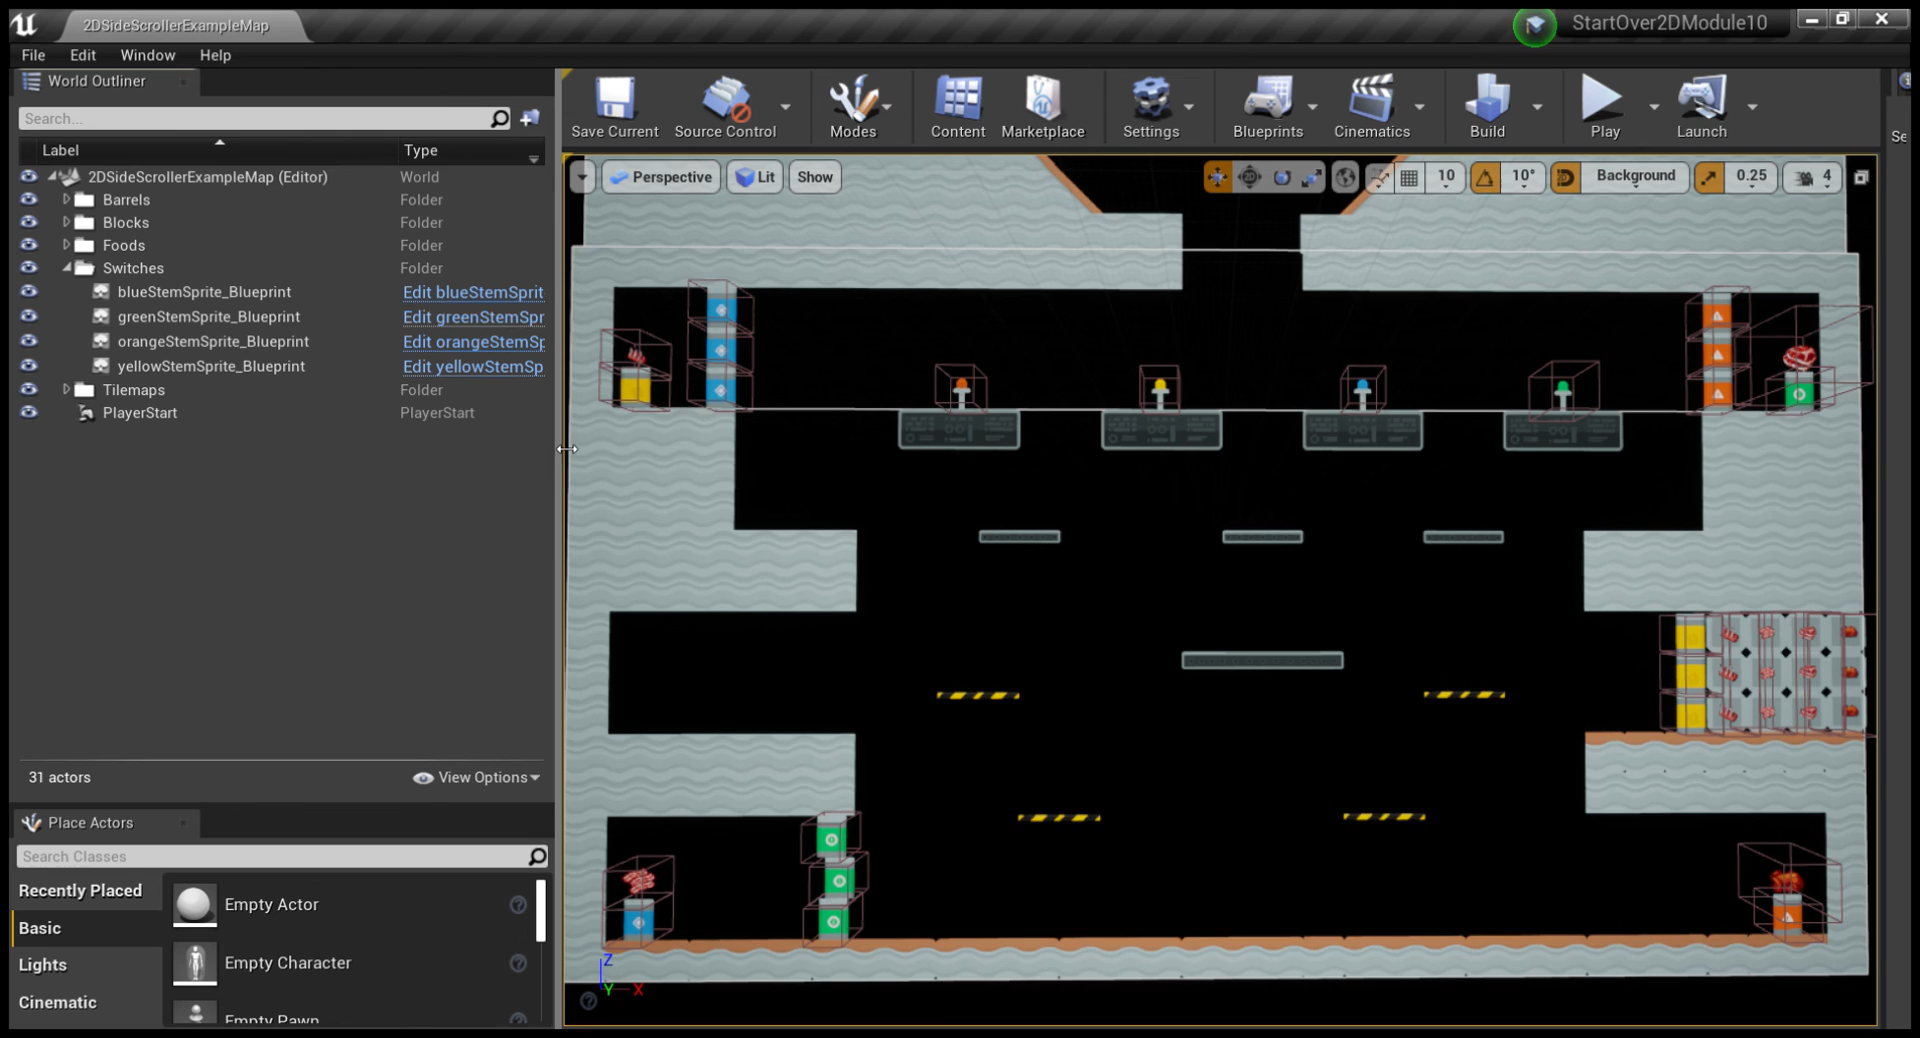 2DSideScrollerExampleMap
StartOver2DModule10
File Edit Window Help
World Outliner
Search...
Label Type
2DSideScrollerExampleMap (Editor) World
Barrels Folder
Blocks Folder
Foods Folder
Switches Folder
blueStemSprite_Blueprint Edit blueStemSprit
greenStemSprite_Blueprint Edit greenStemSpr
orangeStemSprite_Blueprint Edit orangeStemSp
yellowStemSprite_Blueprint Edit yellowStemSp
Tilemaps Folder
PlayerStart PlayerStart
31 actors View Options
Place Actors
Search Classes
Recently Placed
Basic
Lights
Cinematic
Empty Actor
Empty Character
Empty Pawn
Save Current Source Control Modes Content Marketplace Settings Blueprints Cinematics Build Play Launch
Se
Perspective Lit Show 10 10° Background 0.25 4
Z
Y X